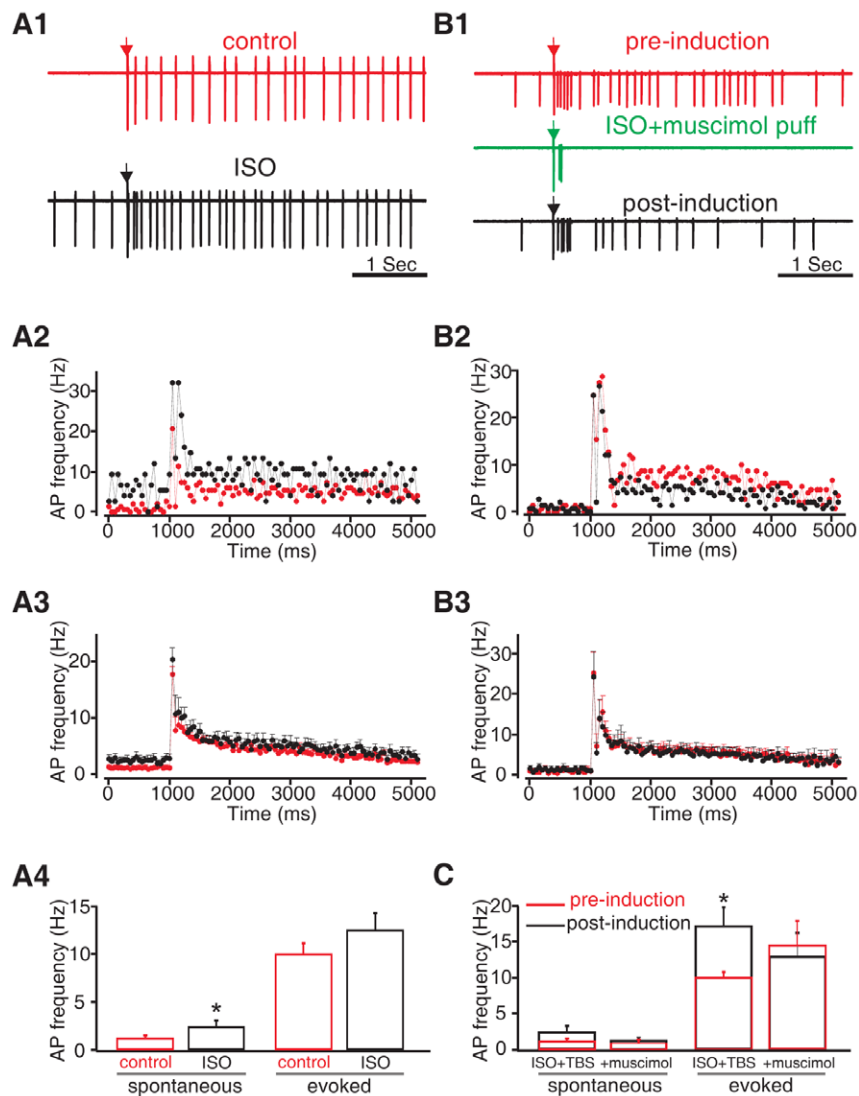 A1
control
ISO
1 Sec
B1
pre-induction
ISO+muscimol puff
post-induction
1 Sec
A2
AP frequency (Hz)
30
20
10
0
0 1000 2000 3000 4000 5000
Time (ms)
B2
AP frequency (Hz)
30
20
10
0
0 1000 2000 3000 4000 5000
Time (ms)
A3
AP frequency (Hz)
20
10
0
0 1000 2000 3000 4000 5000
Time (ms)
B3
AP frequency (Hz)
30
20
10
0
0 1000 2000 3000 4000 5000
Time (ms)
A4
AP frequency (Hz)
15
10
5
0
*
control ISO control ISO
spontaneous evoked
C
AP frequency (Hz)
20
15
10
5
0
pre-induction
post-induction
*
ISO+TBS +muscimol ISO+TBS +muscimol
spontaneous evoked